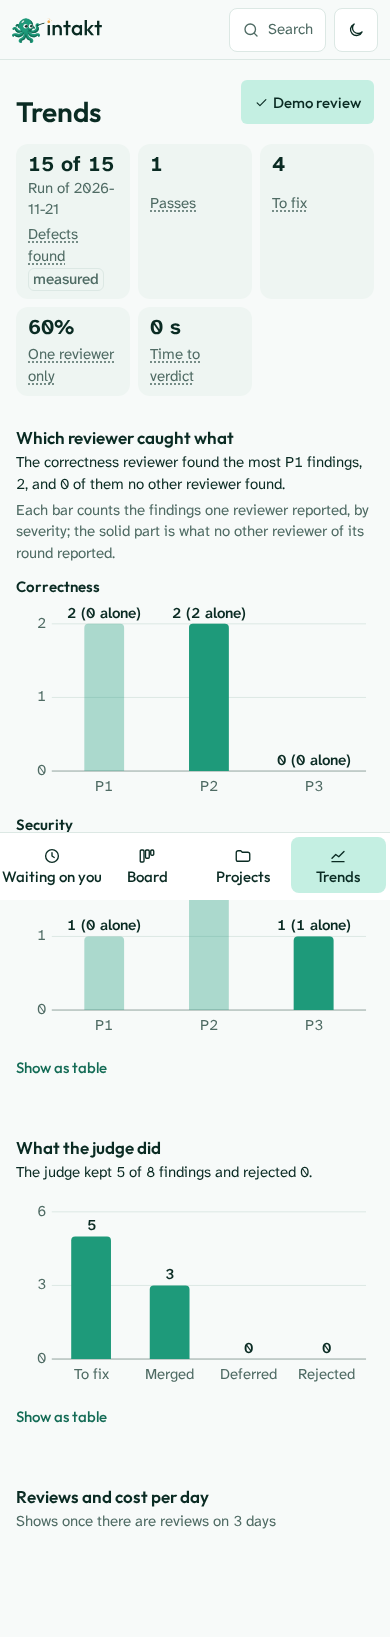 intakt
Search
Trends
Demo review
15 of 15
Run of 2026-
11-21
Defects
found
measured
1
Passes
4
To fix
60%
One reviewer
only
0 s
Time to
verdict
Which reviewer caught what
The correctness reviewer found the most P1 findings,
2, and 0 of them no other reviewer found.
Each bar counts the findings one reviewer reported, by
severity; the solid part is what no other reviewer of its
round reported.
Correctness
2 (0 alone)
2 (2 alone)
0 (0 alone)
2
1
0
P1
P2
P3
Security
Waiting on you
Board
Projects
Trends
1 (0 alone)
1 (1 alone)
1
0
P1
P2
P3
Show as table
What the judge did
The judge kept 5 of 8 findings and rejected 0.
6
3
0
5
3
0
0
To fix
Merged
Deferred
Rejected
Show as table
Reviews and cost per day
Shows once there are reviews on 3 days